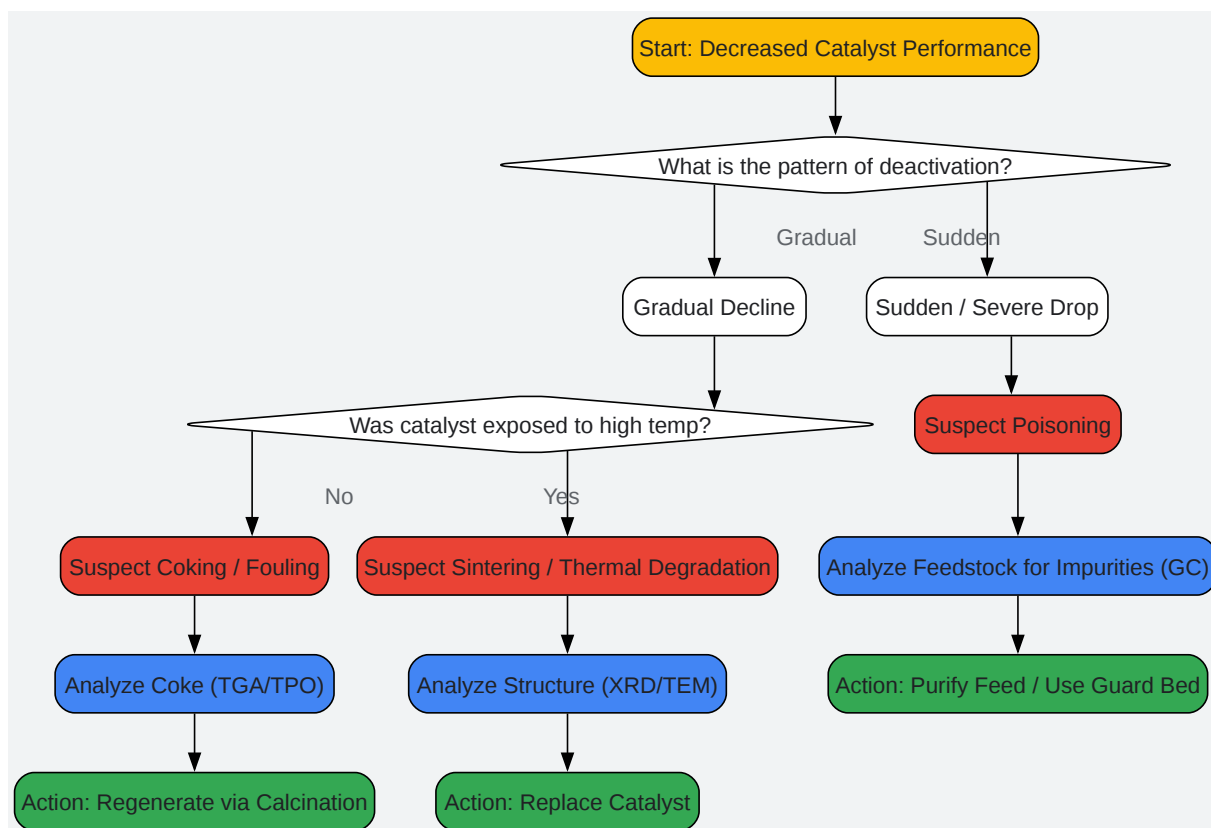 Start: Decreased Catalyst Performance
What is the pattern of deactivation?
Gradual
Sudden
Gradual Decline
Sudden / Severe Drop
Was catalyst exposed to high temp?
Suspect Poisoning
No
Yes
Suspect Coking / Fouling
Suspect Sintering / Thermal Degradation
Analyze Feedstock for Impurities (GC)
Analyze Coke (TGA/TPO)
Analyze Structure (XRD/TEM)
Action: Purify Feed / Use Guard Bed
Action: Regenerate via Calcination
Action: Replace Catalyst